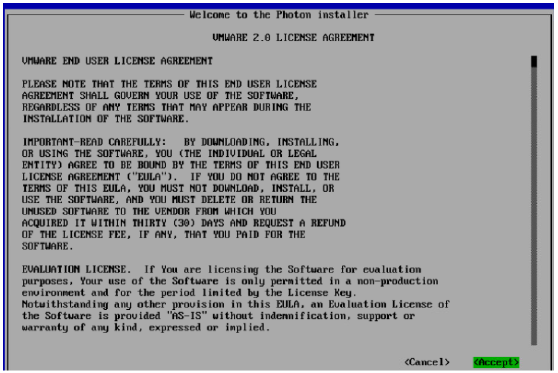 Welcome to the Photon installer
VMWARE 2.0 LICENSE AGREEMENT
VMWARE END USER LICENSE AGREEMENT
PLEASE NOTE THAT THE TERMS OF THIS END USER LICENSE
AGREEMENT SHALL GOVERN YOUR USE OF THE SOFTWARE,
REGARDLESS OF ANY TERMS THAT MAY APPEAR DURING THE
INSTALLATION OF THE SOFTWARE.
IMPORTANT-READ CAREFULLY:   BY DOWNLOADING, INSTALLING,
OR USING THE SOFTWARE, YOU (THE INDIVIDUAL OR LEGAL
ENTITY) AGREE TO BE BOUND BY THE TERMS OF THIS END USER
LICENSE AGREEMENT ("EULA").  IF YOU DO NOT AGREE TO THE
TERMS OF THIS EULA, YOU MUST NOT DOWNLOAD, INSTALL, OR
USE THE SOFTWARE, AND YOU MUST DELETE OR RETURN THE
UNUSED SOFTWARE TO THE VENDOR FROM WHICH YOU
ACQUIRED IT WITHIN THIRTY (30) DAYS AND REQUEST A REFUND
OF THE LICENSE FEE, IF ANY, THAT YOU PAID FOR THE
SOFTWARE.
EVALUATION LICENSE.  If You are licensing the Software for evaluation
purposes, Your use of the Software is only permitted in a non-production
environment and for the period limited by the License Key.
Notwithstanding any other provision in this EULA, an Evaluation License of
the Software is provided "AS-IS" without indemnification, support or
warranty of any kind, expressed or implied.
<Cancel> <Accept>